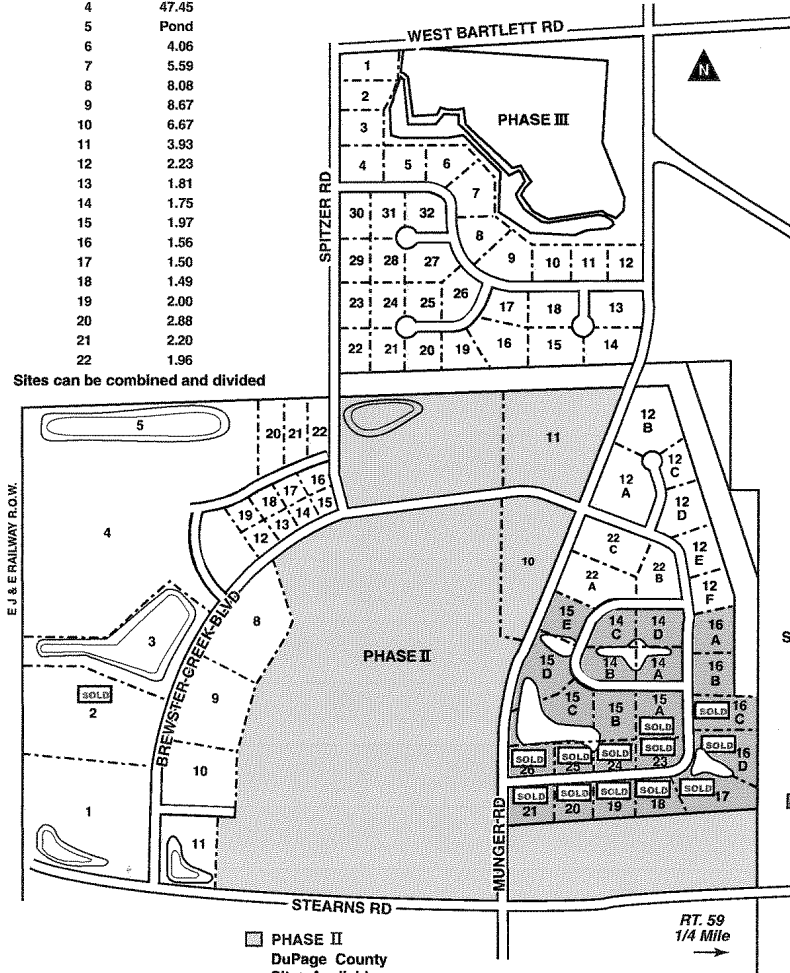 4 47.45
5 Pond
6 4.06
7 5.59
8 8.08
9 8.67
10 6.67
11 3.93
12 2.23
13 1.81
14 1.75
15 1.97
16 1.56
17 1.50
18 1.49
19 2.00
20 2.88
21 2.20
22 1.96
Sites can be combined and divided
WEST BARTLETT RD
N
SPITZER RD
PHASE III
1
2
3
4 5 6
7
30 31 32
8
29 28 27
9 10 11 12
23 24 25 26
17 18 13
22 21 20 19 16 15 14
E J & E RAILWAY R.O.W.
5
20 21 22
16
17
18
19
15
14
13
12
4
3
SOLD
2
1
BREWSTER CREEK BLVD
8
9
10
11
PHASE II
11
10
12
B
12
C
12
A
12
D
12
E
12
F
22
C
22
B
22
A
15
E
14
C
14
D
16
A
15
D
14
B
14
A
16
B
15
C
15
B
15
A
SOLD
SOLD 16
C
SOLD 16
D
SOLD
26
SOLD
25
SOLD
24
SOLD
23
SOLD
21
SOLD
20
SOLD
19
SOLD
18
SOLD 17
MUNGER RD
STEARNS RD
S
RT. 59
1/4 Mile
PHASE II
DuPage County